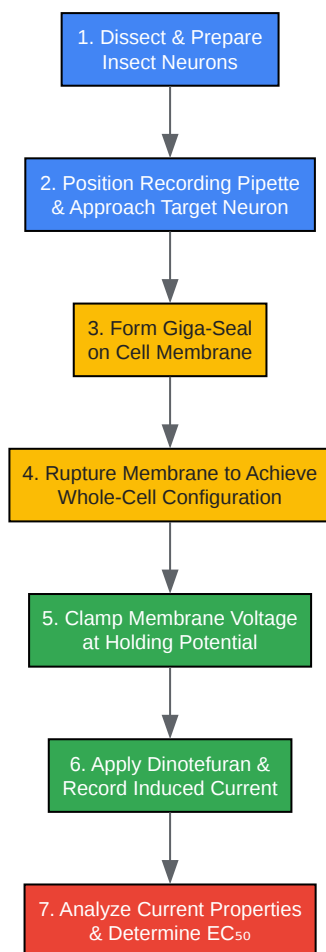 1. Dissect & Prepare
Insect Neurons
2. Position Recording Pipette
& Approach Target Neuron
3. Form Giga-Seal
on Cell Membrane
4. Rupture Membrane to Achieve
Whole-Cell Configuration
5. Clamp Membrane Voltage
at Holding Potential
6. Apply Dinotefuran &
Record Induced Current
7. Analyze Current Properties
& Determine EC₅₀